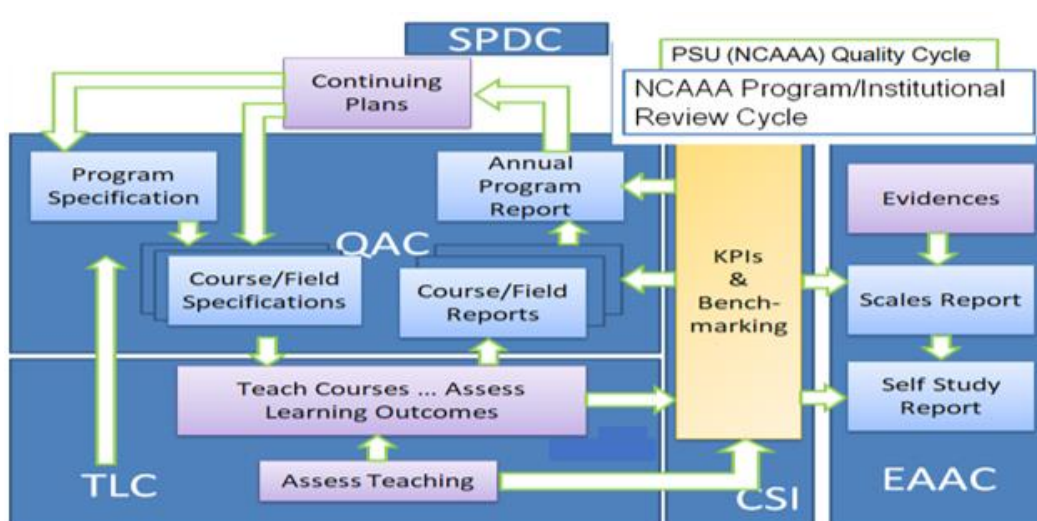 SPDC
PSU (NCAAA) Quality Cycle
NCAAA Program/Institutional
Review Cycle
Continuing
Plans
Program
Specification
Annual
Program
Report
QAC
Course/Field
Specifications
Course/Field
Reports
KPIs
&
Bench-
marking
Evidences
Scales Report
Self Study
Report
Teach Courses ... Assess
Learning Outcomes
Assess Teaching
TLC
CSI
EAAC